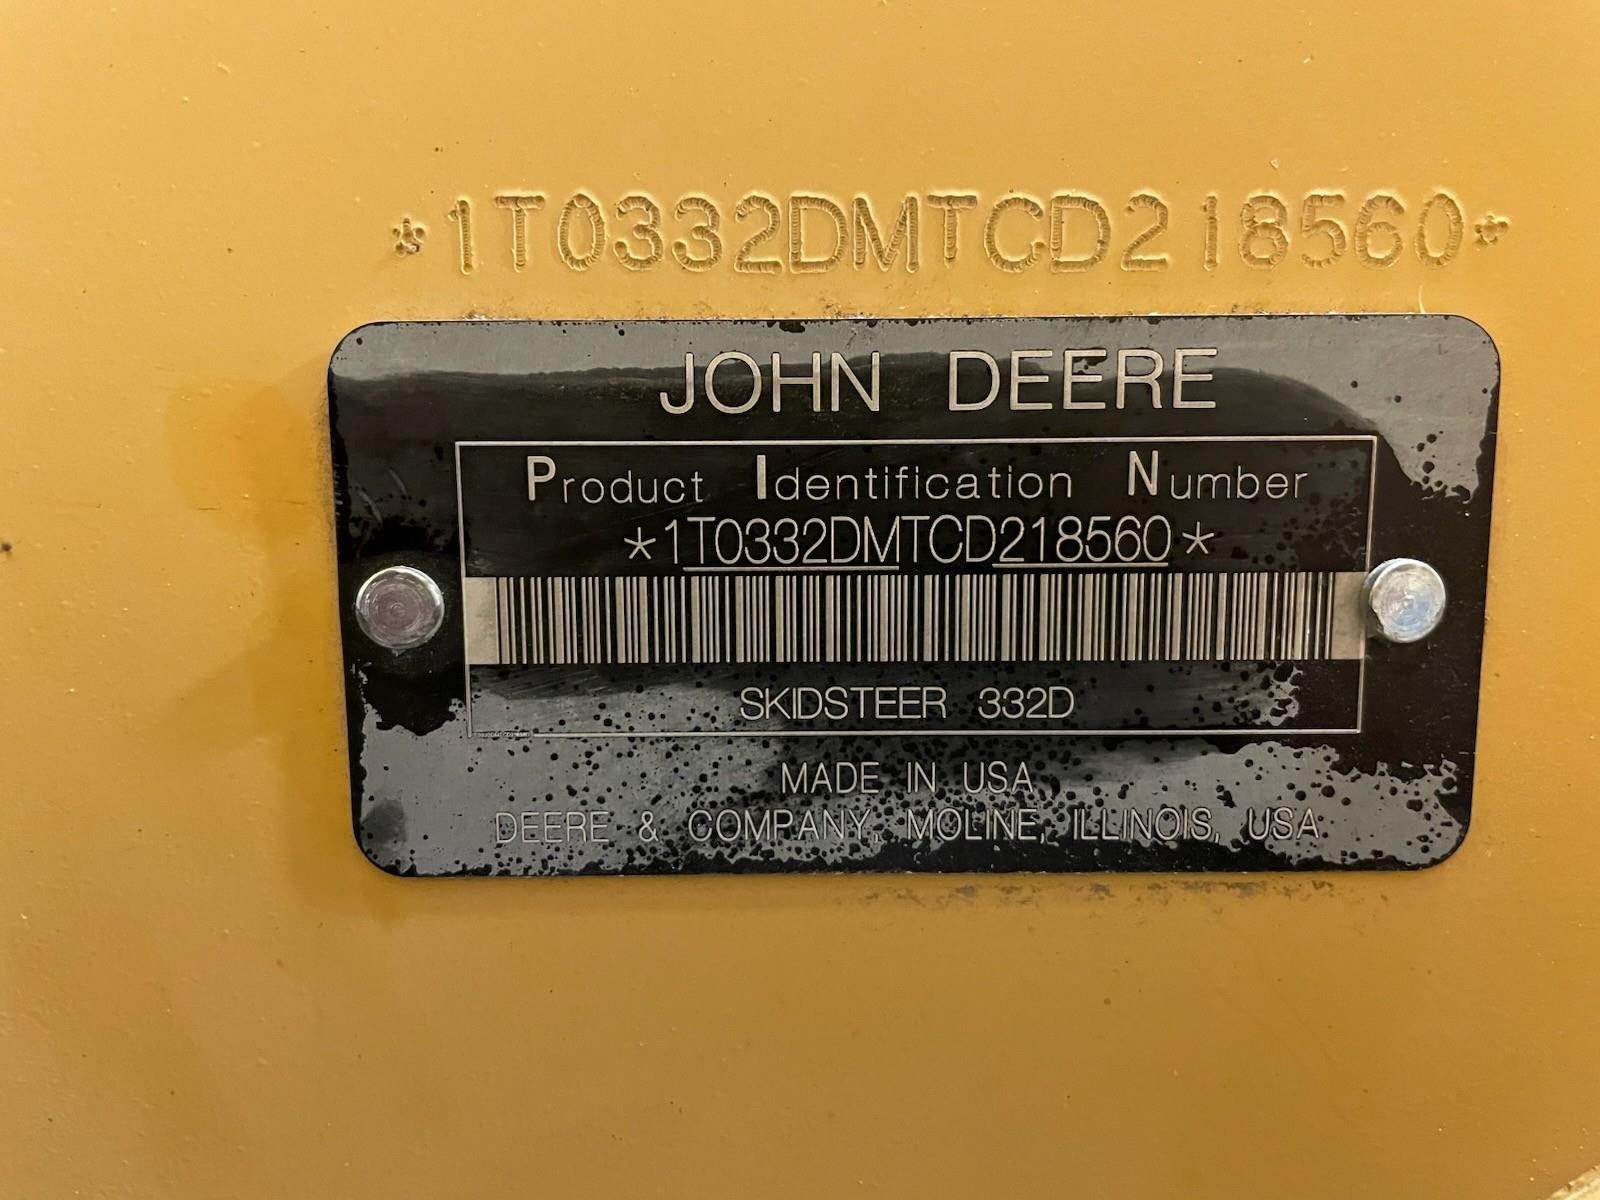 *1T0332DMTCD218560*
JOHN DEERE
Product Identification Number
*1T0332DMTCD218560*
SKIDSTEER 332D
MADE IN USA
DEERE & COMPANY, MOLINE, ILLINOIS, USA